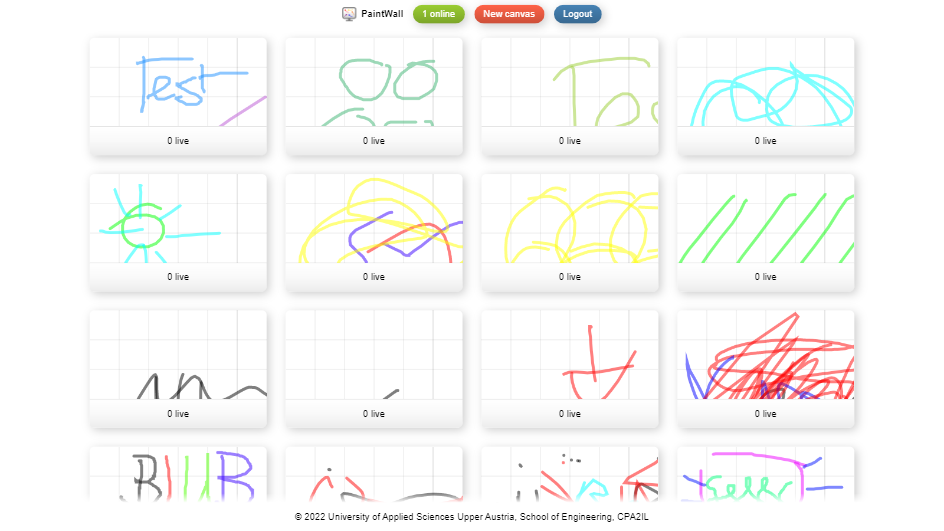 PaintWall 1 online New canvas Logout
Test
0 live 0 live 0 live 0 live
0 live 0 live 0 live 0 live
0 live 0 live 0 live 0 live
BlUB
© 2022 University of Applied Sciences Upper Austria, School of Engineering, CPA2IL